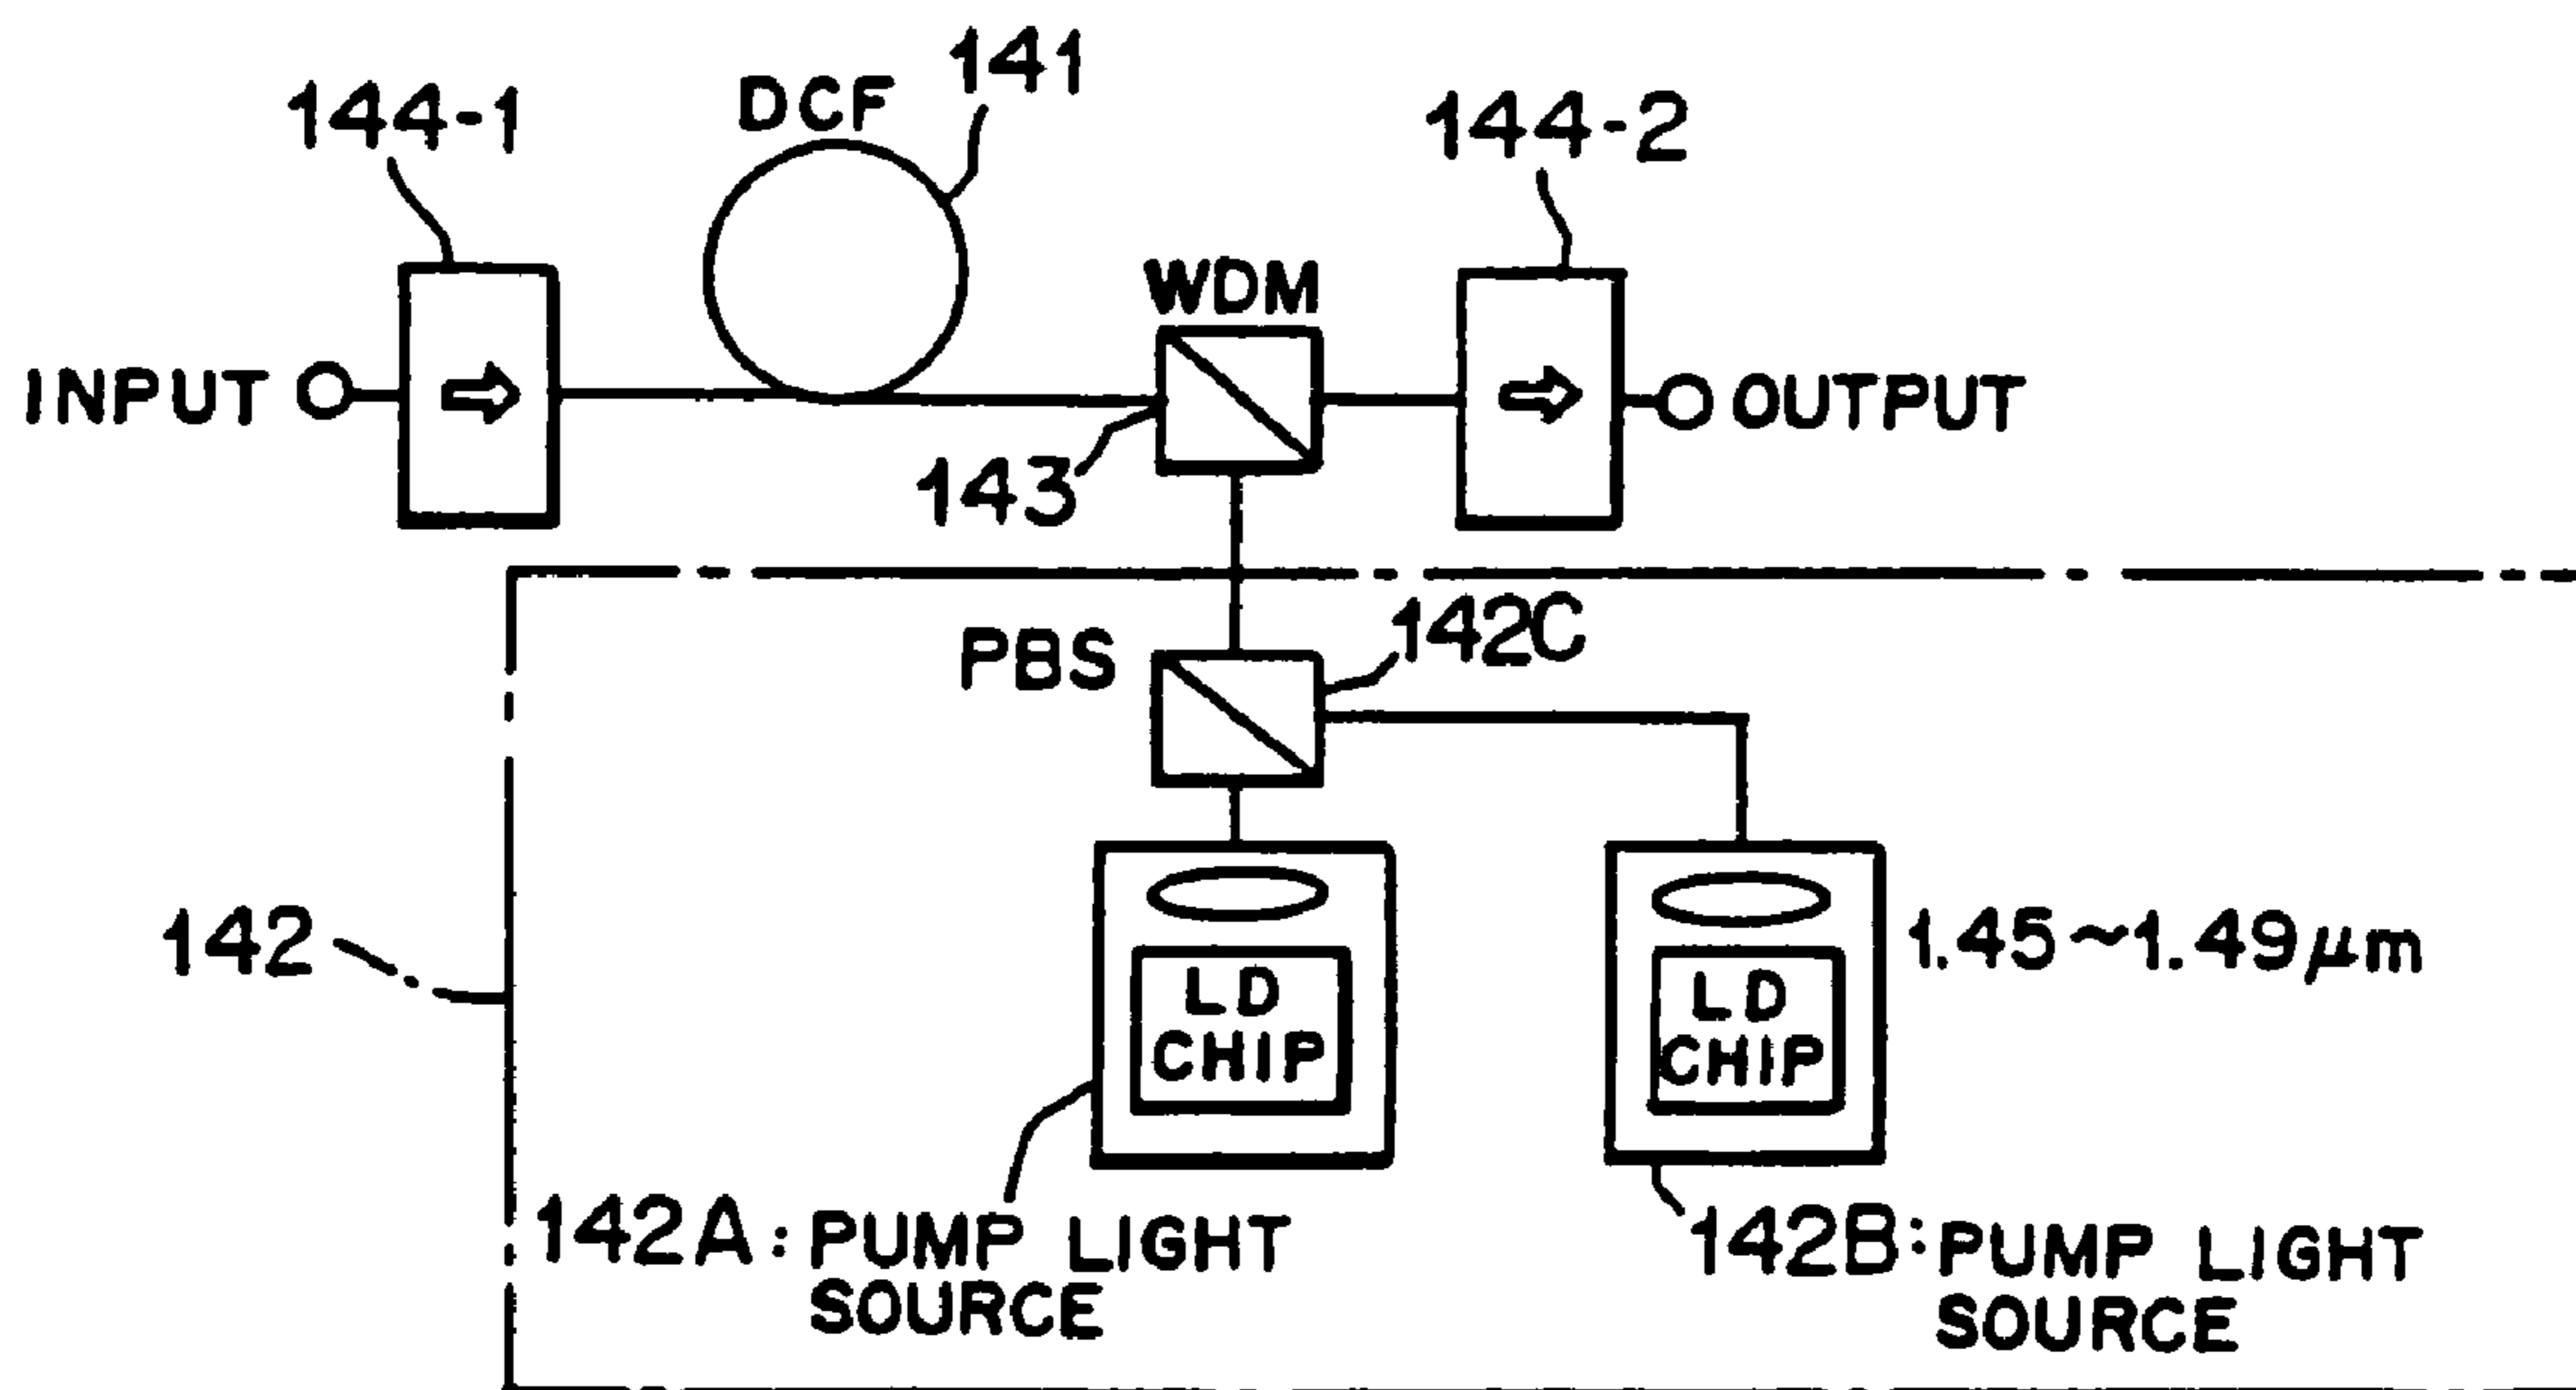 141
DCF
144-1
144-2
WDM
INPUT
OUTPUT
143
142C
PBS
142
1.45~1.49μm
LD
CHIP
LD
CHIP
142A: PUMP LIGHT
SOURCE
142B: PUMP LIGHT
SOURCE